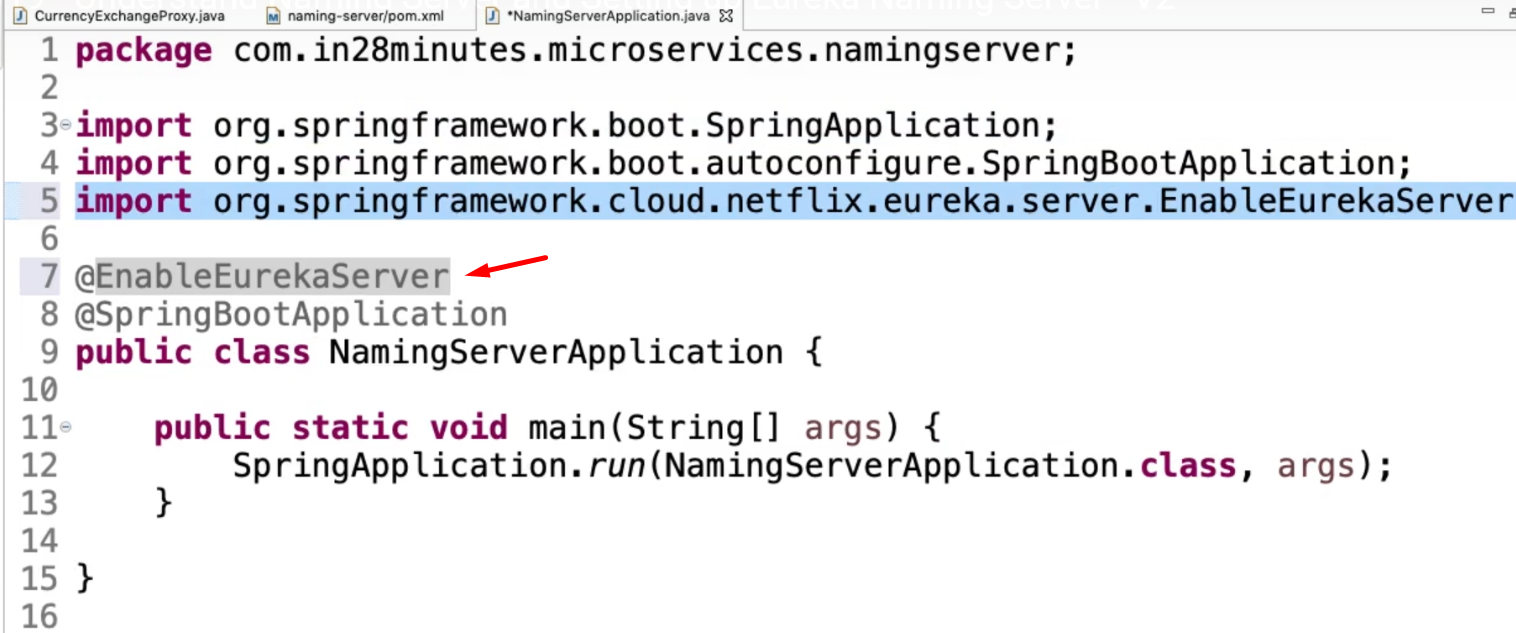 CurrencyExchangeProxy.java naming-server/pom.xml *NamingServerApplication.java
1 package com.in28minutes.microservices.namingserver;
2
3 import org.springframework.boot.SpringApplication;
4 import org.springframework.boot.autoconfigure.SpringBootApplication;
5 import org.springframework.cloud.netflix.eureka.server.EnableEurekaServer
6
7 @EnableEurekaServer
8 @SpringBootApplication
9 public class NamingServerApplication {
10
11 public static void main(String[] args) {
12 SpringApplication.run(NamingServerApplication.class, args);
13 }
14
15 }
16